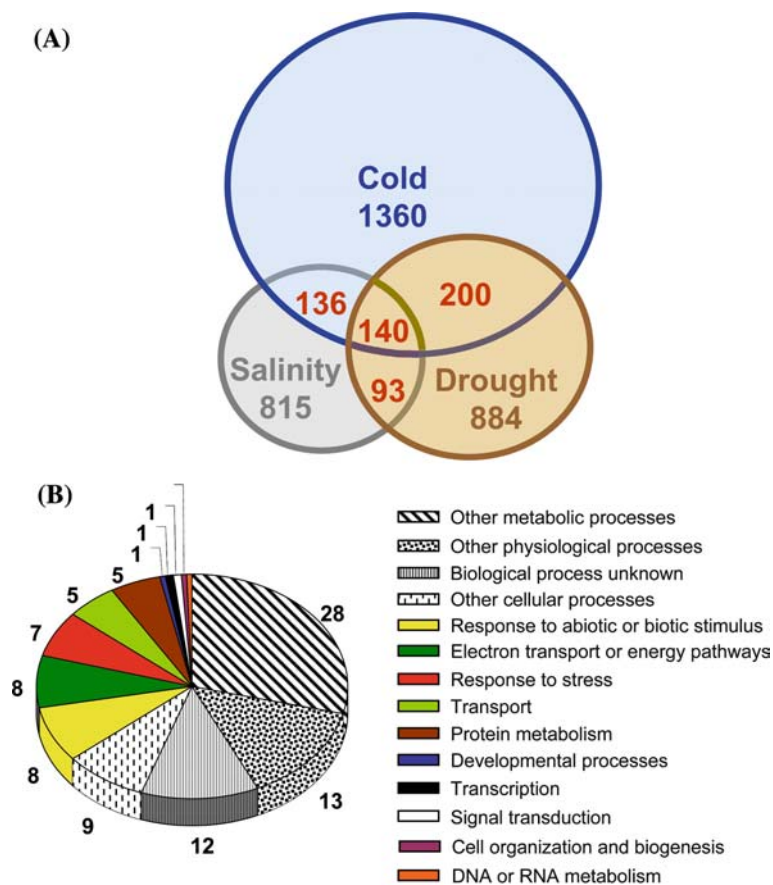 (A)
Cold
1360
136
200
140
Salinity
815
93
Drought
884
(B)
1
1
1
5
5
7
8
8
9
12
13
28
Other metabolic processes
Other physiological processes
Biological process unknown
Other cellular processes
Response to abiotic or biotic stimulus
Electron transport or energy pathways
Response to stress
Transport
Protein metabolism
Developmental processes
Transcription
Signal transduction
Cell organization and biogenesis
DNA or RNA metabolism